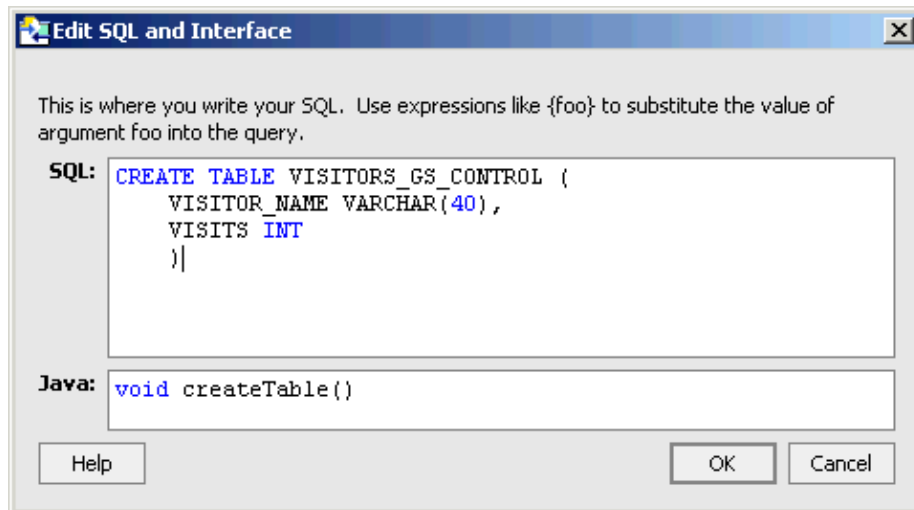 Edit SQL and Interface
This is where you write your SQL. Use expressions like {foo} to substitute the value of
argument foo into the query.
SQL: CREATE TABLE VISITORS_GS_CONTROL (
VISITOR_NAME VARCHAR(40),
VISITS INT
)
Java: void createTable()
Help OK Cancel